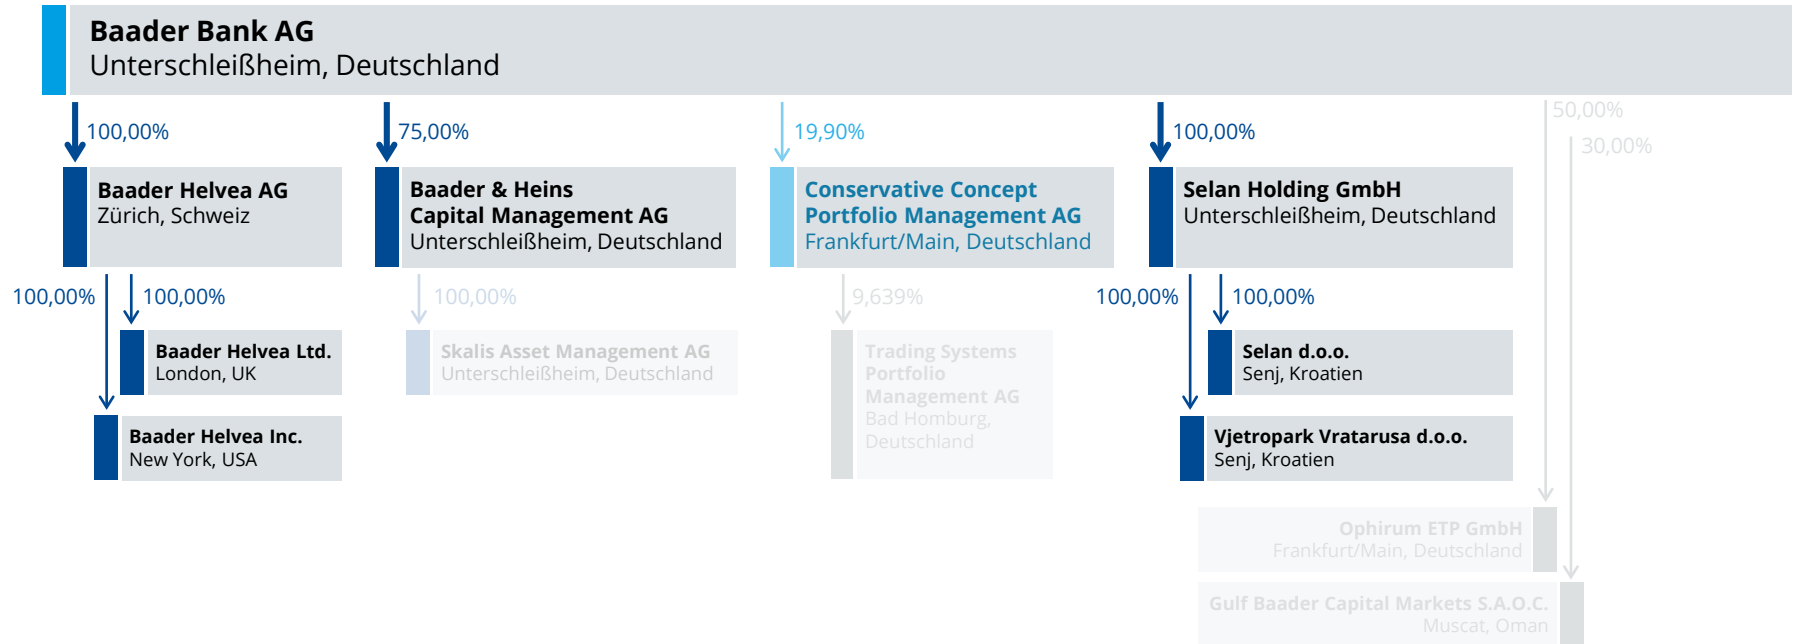 Baader Bank AG
Unterschleißheim, Deutschland
100,00%
75,00%
19,90%
100,00%
50,00%
30,00%
Baader Helvea AG
Zürich, Schweiz
Baader & Heins
Capital Management AG
Unterschleißheim, Deutschland
Conservative Concept
Portfolio Management AG
Frankfurt/Main, Deutschland
Selan Holding GmbH
Unterschleißheim, Deutschland
100,00%
100,00%
100,00%
9,639%
100,00%
100,00%
Baader Helvea Ltd.
London, UK
Skalis Asset Management AG
Unterschleißheim, Deutschland
Trading Systems
Portfolio
Management AG
Bad Homburg,
Deutschland
Selan d.o.o.
Senj, Kroatien
Baader Helvea Inc.
New York, USA
Vjetropark Vratarusa d.o.o.
Senj, Kroatien
Ophirum ETP GmbH
Frankfurt/Main, Deutschland
Gulf Baader Capital Markets S.A.O.C.
Muscat, Oman